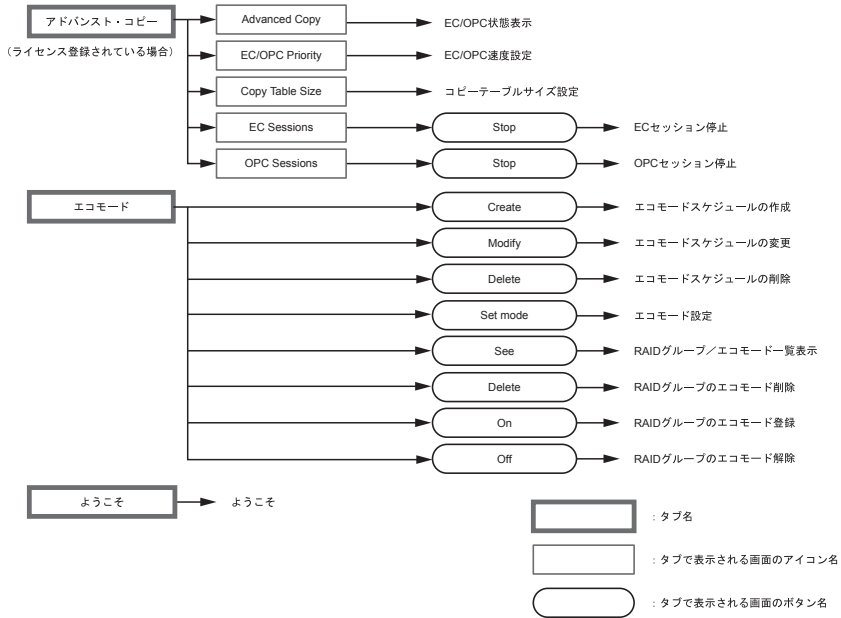 アドバンスト・コピー
（ライセンス登録されている場合）
Advanced Copy
EC/OPC状態表示
EC/OPC Priority
EC/OPC速度設定
Copy Table Size
コピーテーブルサイズ設定
EC Sessions
Stop
ECセッション停止
OPC Sessions
Stop
OPCセッション停止
エコモード
Create
エコモードスケジュールの作成
Modify
エコモードスケジュールの変更
Delete
エコモードスケジュールの削除
Set mode
エコモード設定
See
RAIDグループ／エコモード一覧表示
Delete
RAIDグループのエコモード削除
On
RAIDグループのエコモード登録
Off
RAIDグループのエコモード解除
ようこそ
ようこそ
：タブ名
：タブで表示される画面のアイコン名
：タブで表示される画面のボタン名